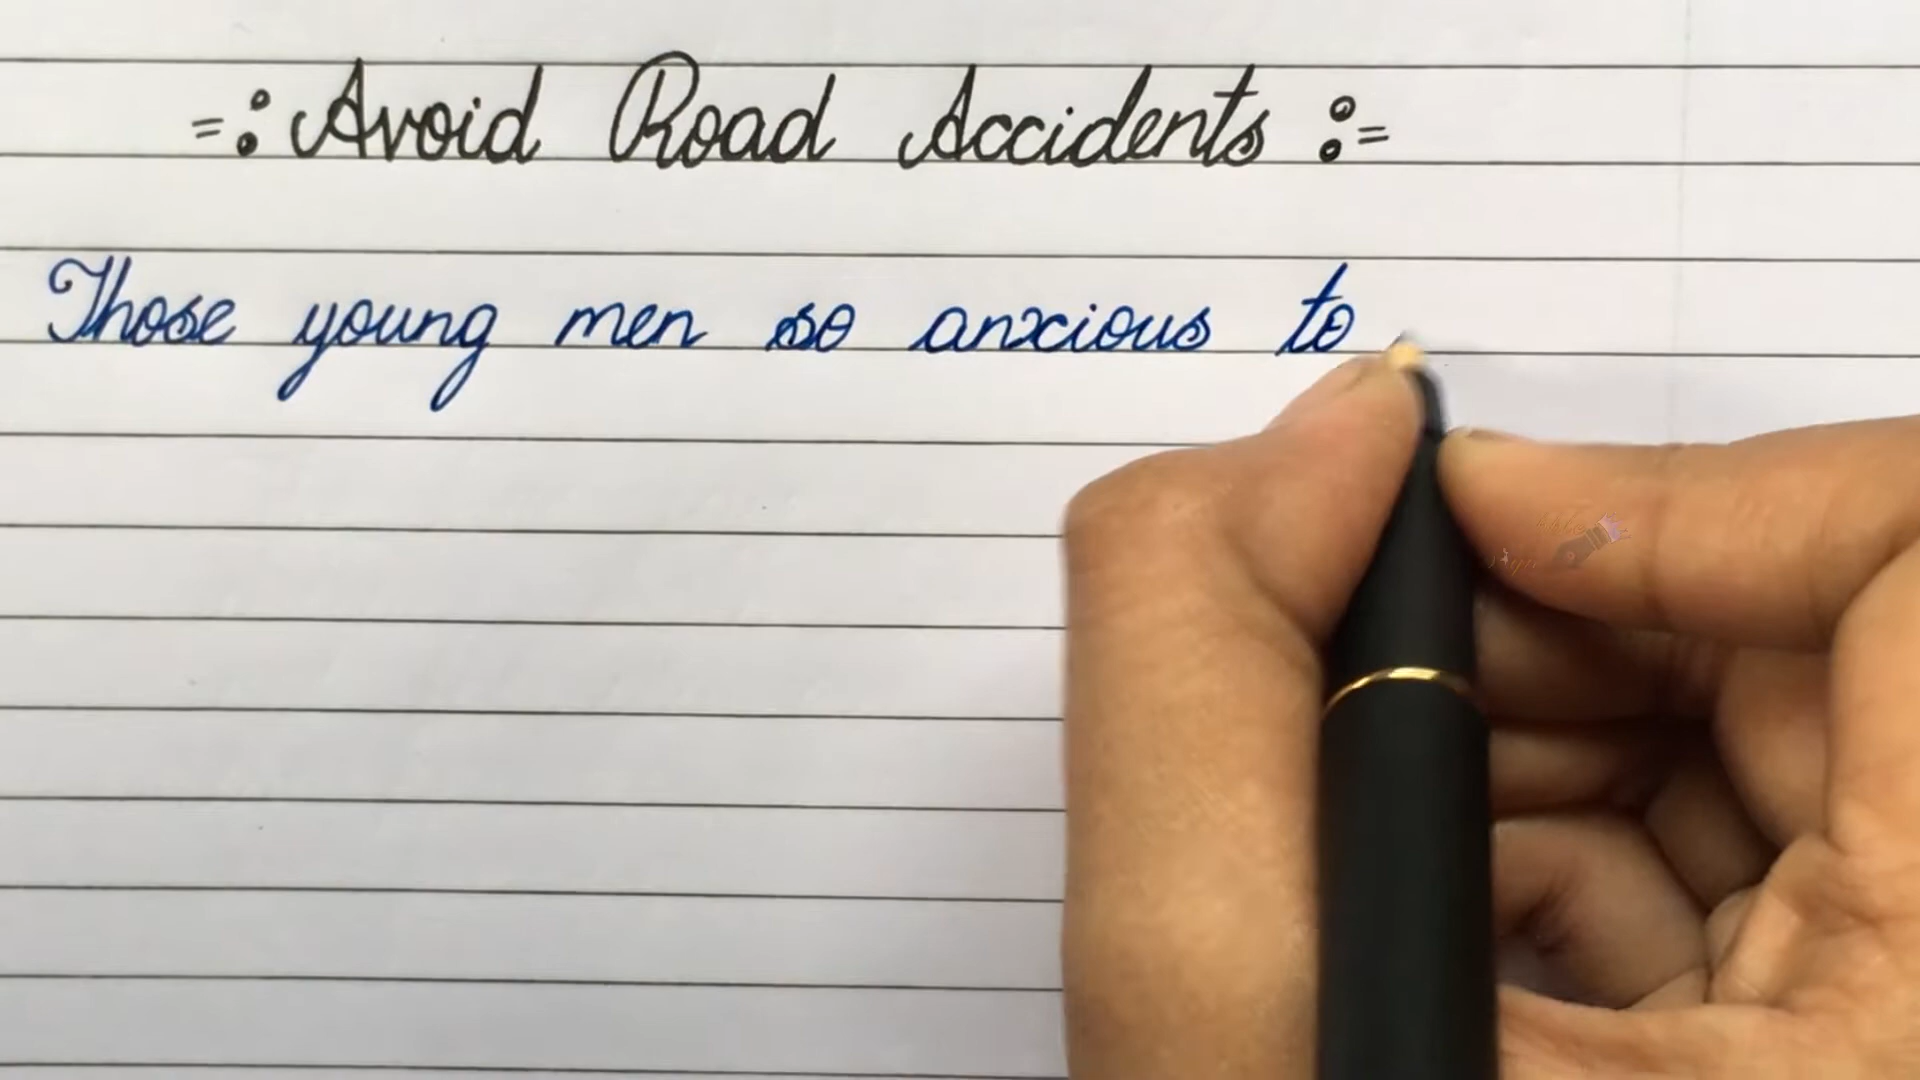 =: Avoid Road Accidents :=
Those young men so anxious to